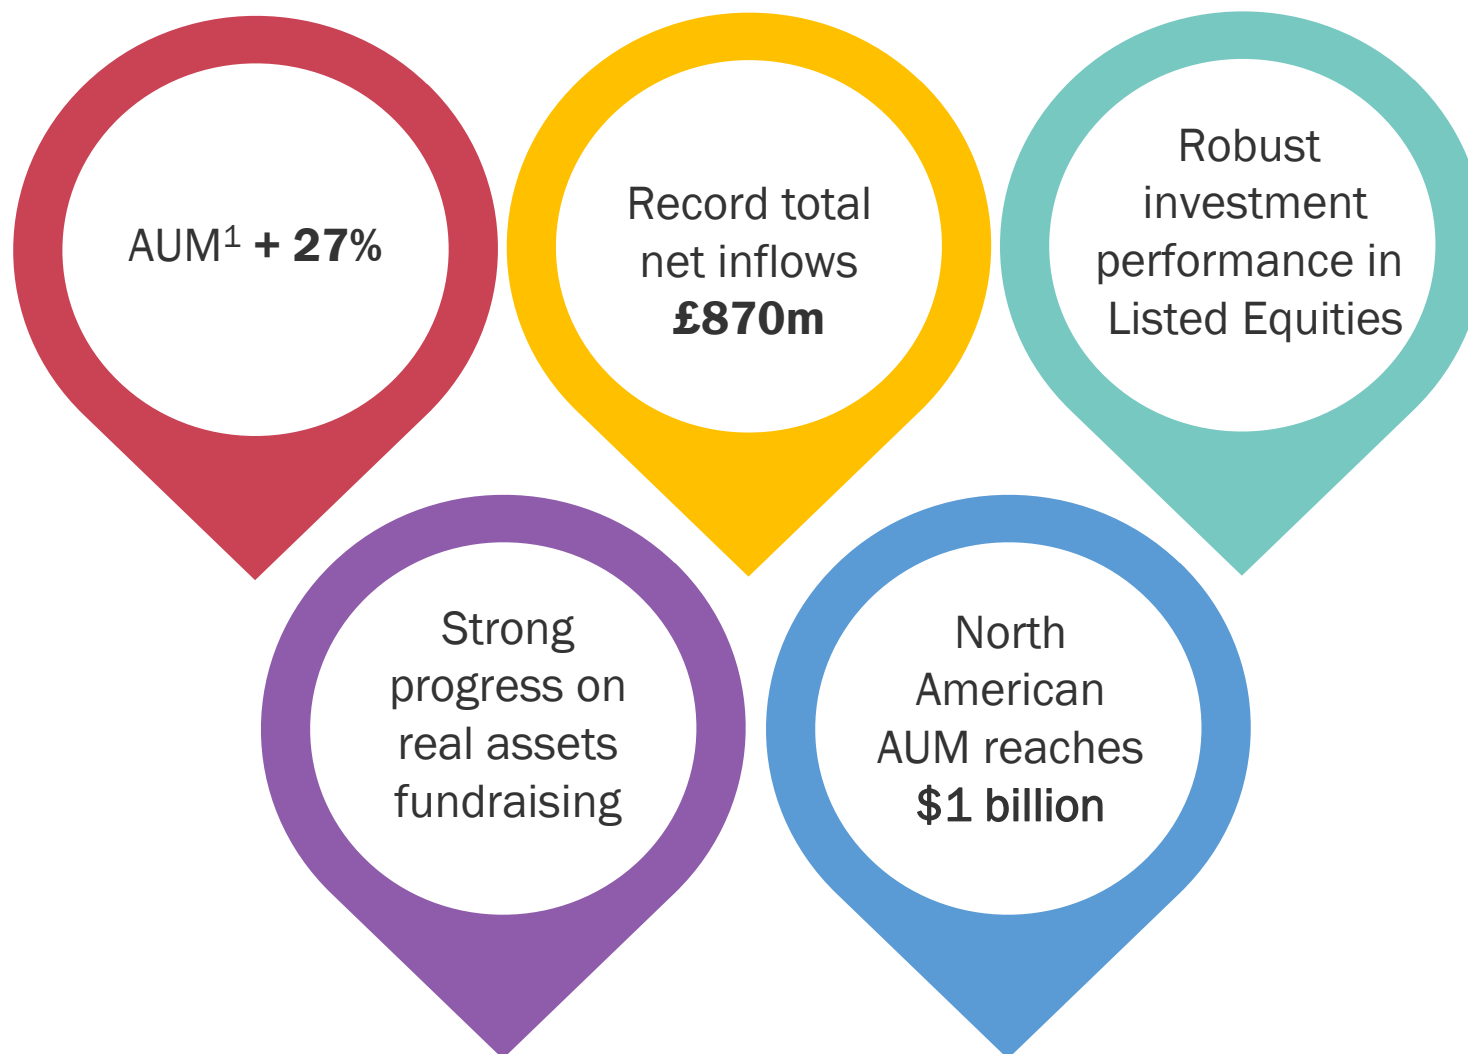 AUM¹ + 27%
Record total
net inflows
£870m
Robust
investment
performance in
Listed Equities
Strong
progress on
real assets
fundraising
North
American
AUM reaches
$1 billion